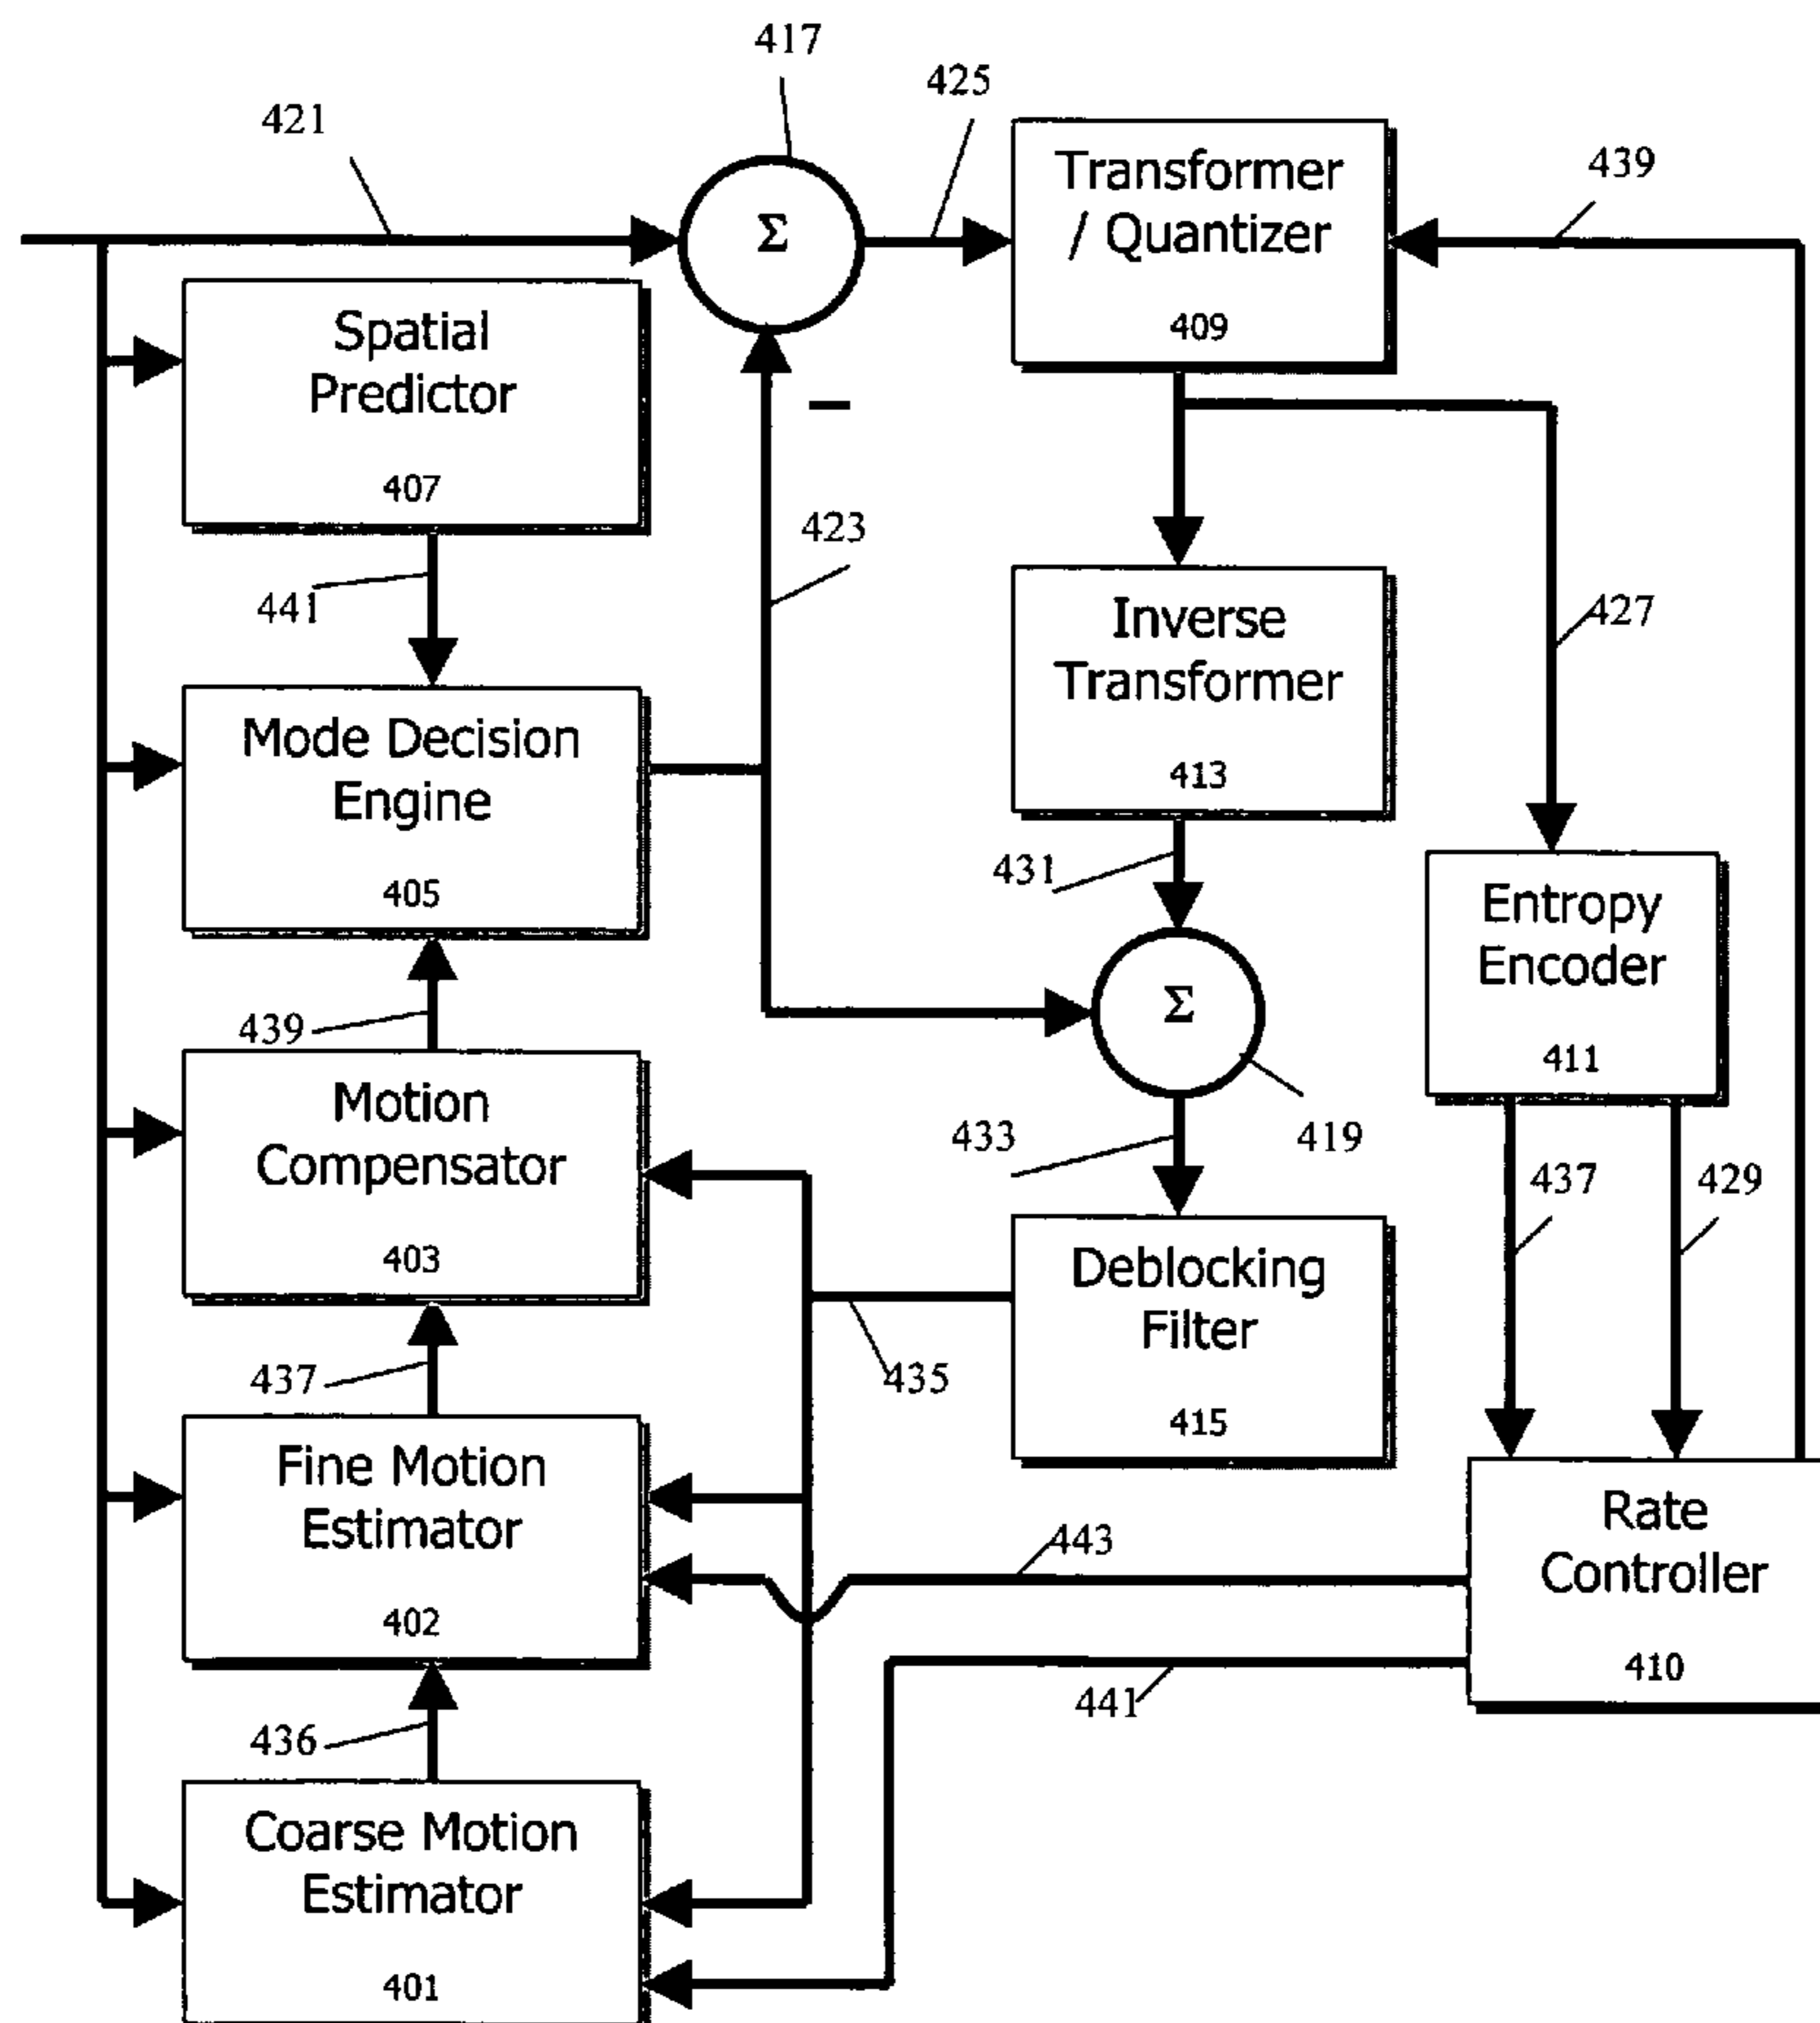 417
425
421
439
Transformer
/ Quantizer
409
Σ
Spatial
Predictor
407
−
423
441
427
Inverse
Transformer
413
Mode Decision
Engine
405
431
Entropy
Encoder
411
Σ
439
Motion
Compensator
403
433
419
437
429
Deblocking
Filter
415
435
437
Fine Motion
Estimator
402
443
Rate
Controller
410
441
436
Coarse Motion
Estimator
401